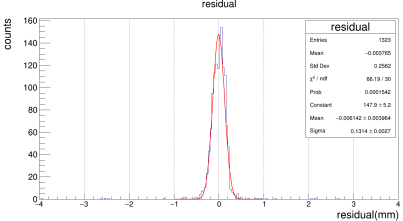 residual
counts
160
140
120
100
80
60
40
20
0
−4 −3 −2 −1 0 1 2 3 4
residual(mm)
residual
Entries 1323
Mean −0.003765
Std Dev 0.2562
χ² / ndf 66.19 / 30
Prob 0.0001542
Constant 147.9 ± 5.2
Mean −0.006142 ± 0.003964
Sigma 0.1314 ± 0.0027